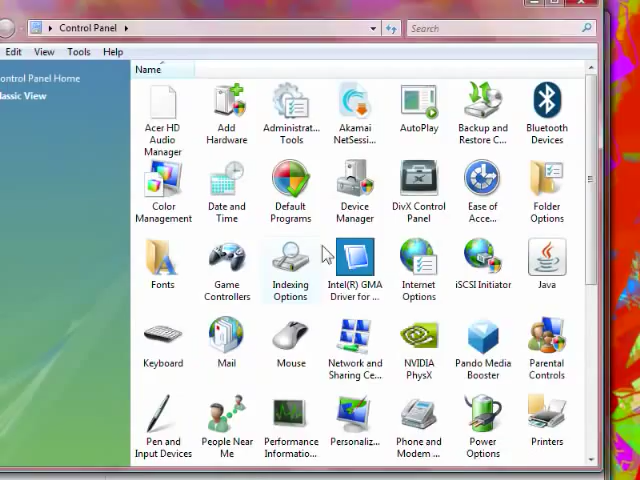 Control Panel
Search
Edit View Tools Help
ontrol Panel Home
lassic View
Name
Acer HD Audio Manager
Add Hardware
Administrat... Tools
Akamai NetSessi...
AutoPlay
Backup and Restore C...
Bluetooth Devices
Color Management
Date and Time
Default Programs
Device Manager
DivX Control Panel
Ease of Acce...
Folder Options
Fonts
Game Controllers
Indexing Options
Intel(R) GMA Driver for ...
Internet Options
iSCSI Initiator
Java
Keyboard
Mail
Mouse
Network and Sharing Ce...
NVIDIA PhysX
Pando Media Booster
Parental Controls
Pen and Input Devices
People Near Me
Performance Informatio...
Personaliz...
Phone and Modem ...
Power Options
Printers